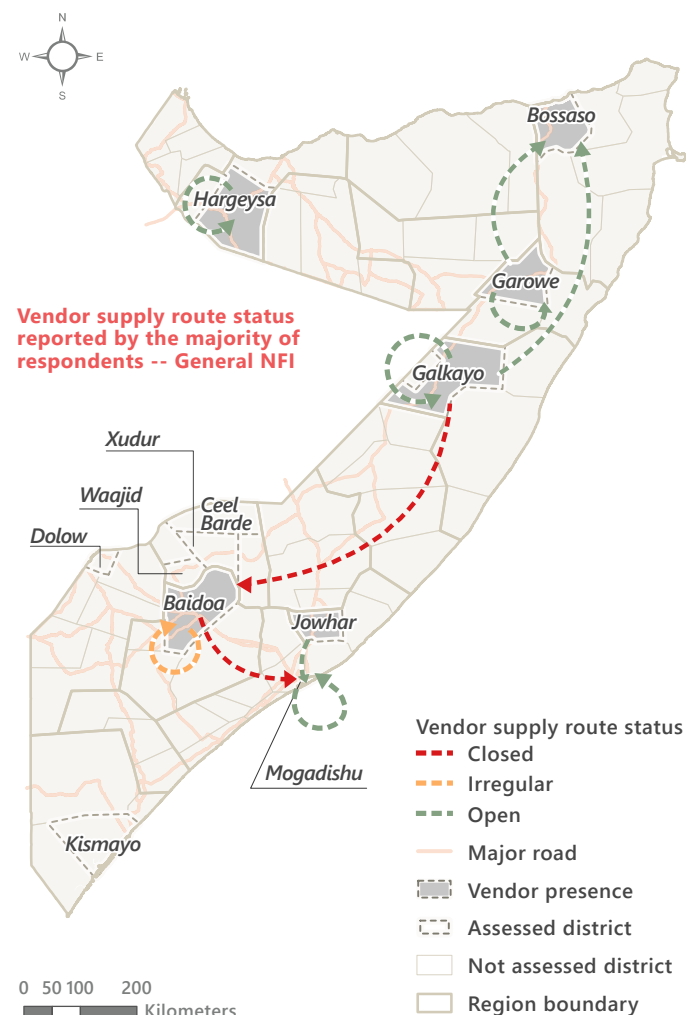 N
W
E
S
Bossaso
Hargeysa
Garowe
Vendor supply route status
reported by the majority of
respondents -- General NFI
Galkayo
Xudur
Waajid
Ceel
Barde
Dolow
Baidoa
Jowhar
Mogadishu
Kismayo
Vendor supply route status
Closed
Irregular
Open
Major road
Vendor presence
Assessed district
Not assessed district
Region boundary
0 50 100 200
Kilometers